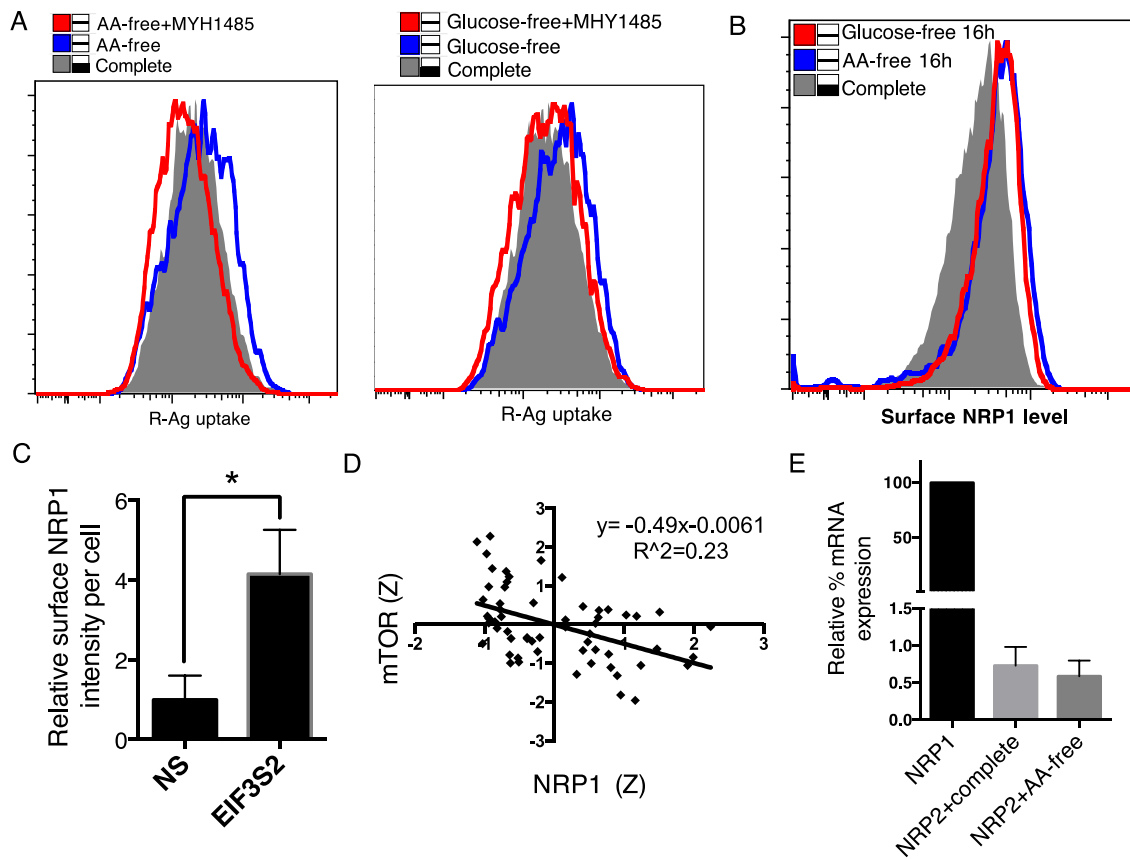 A
AA-free+MYH1485
AA-free
Complete
R-Ag uptake
Glucose-free+MHY1485
Glucose-free
Complete
R-Ag uptake
B
Glucose-free 16h
AA-free 16h
Complete
Surface NRP1 level
C
Relative surface NRP1
intensity per cell
6
4
2
0
*
NS
EIF3S2
D
mTOR (Z)
3
2
1
-1
-2
-3
-2
-1
1
2
3
y= -0.49x-0.0061
R^2=0.23
NRP1 (Z)
E
Relative % mRNA
expression
100
50
1.5
1.0
0.5
0.0
NRP1
NRP2+complete
NRP2+AA-free